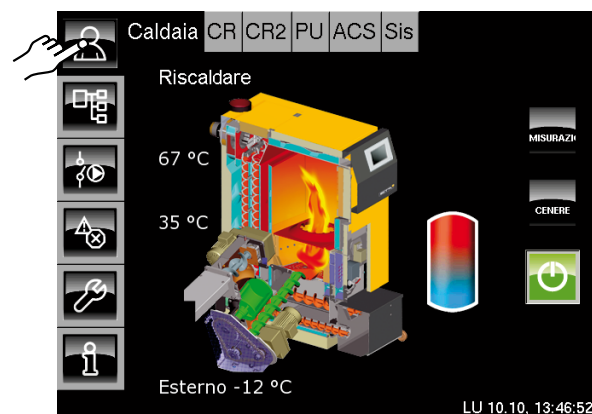 Caldaia CR CR2 PU ACS Sis
Riscaldare
67 °C
MISURAZI
35 °C
CENERE
Esterno -12 °C
LU 10.10, 13:46:52